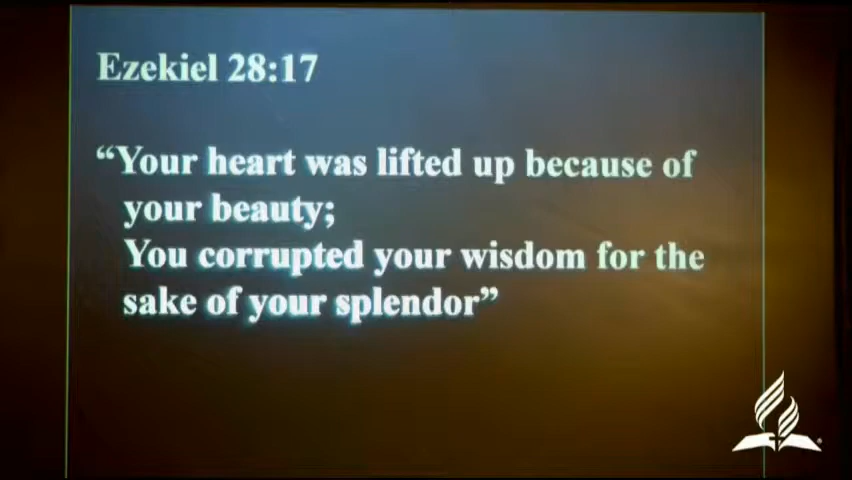 Ezekiel 28:17
“Your heart was lifted up because of
your beauty;
You corrupted your wisdom for the
sake of your splendor”